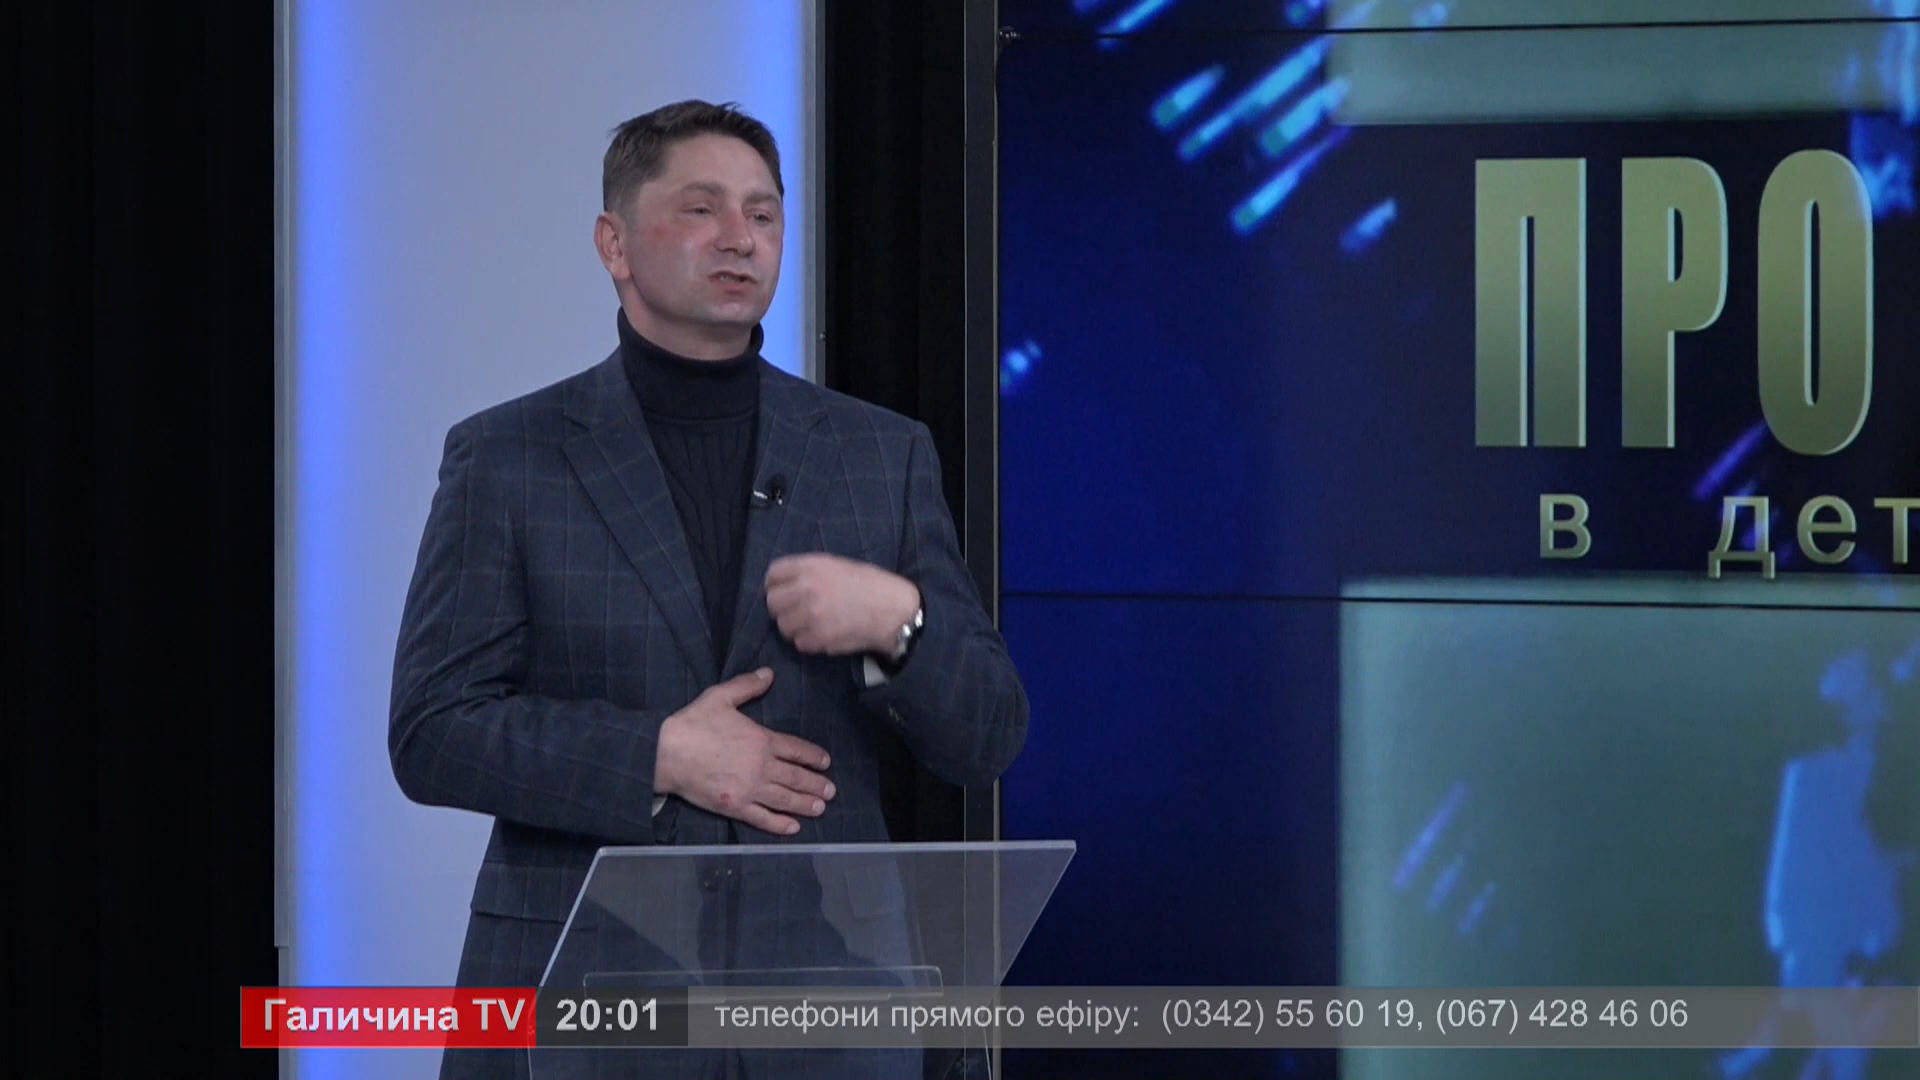 ПРО
в дет
Галичина TV 20:01 телефони прямого ефіру: (0342) 55 60 19, (067) 428 46 06